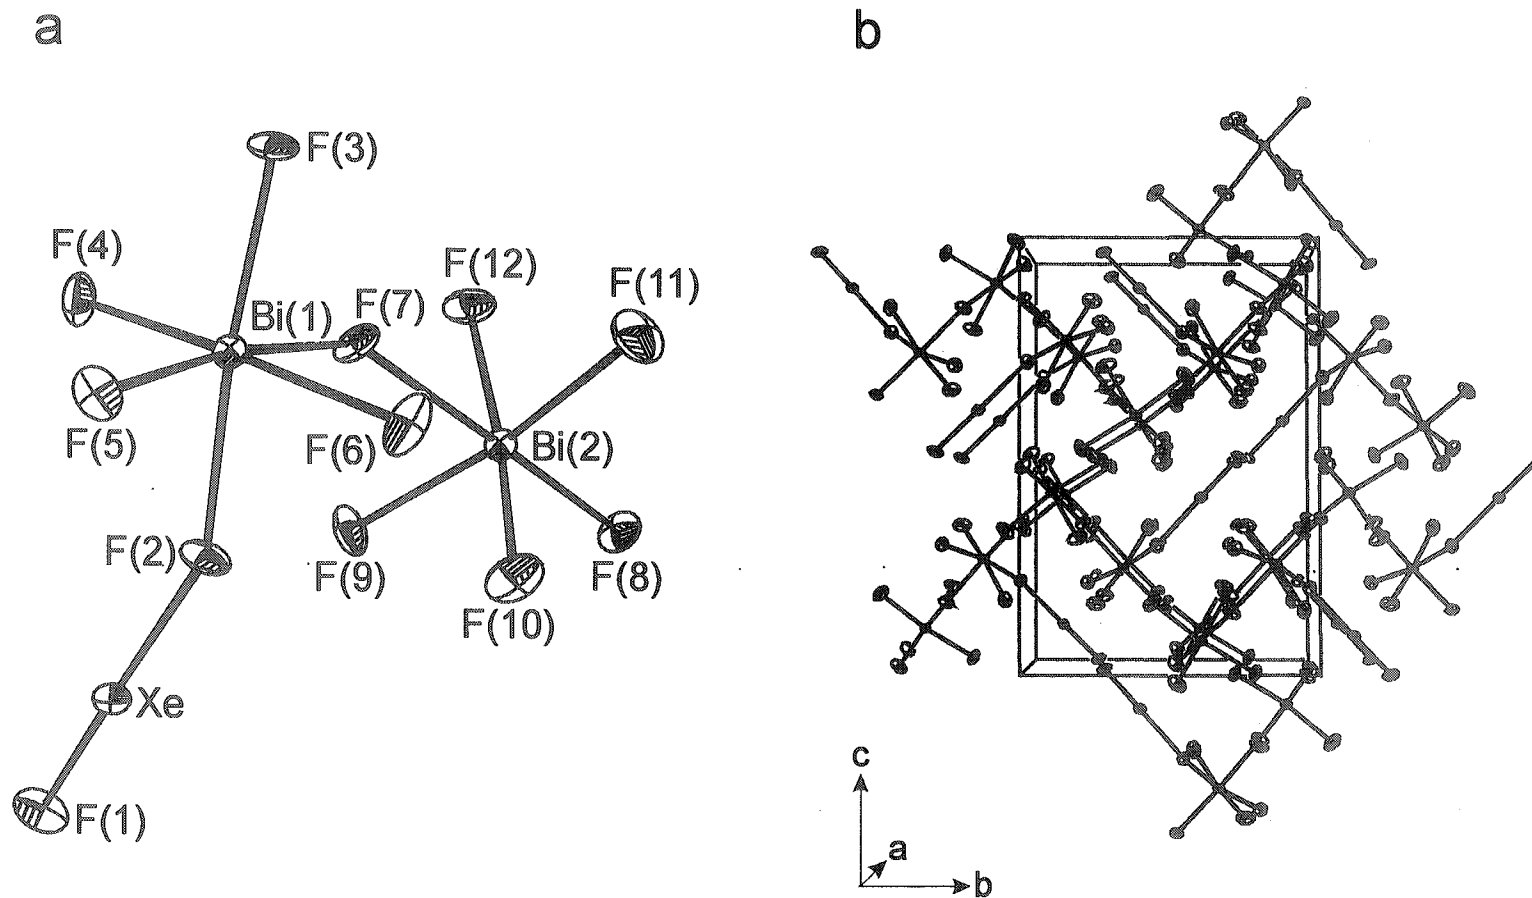 a
b
F(3)
F(4)
F(12)
F(11)
Bi(1)
F(7)
F(5)
F(6)
Bi(2)
F(2)
F(9)
F(8)
F(10)
Xe
F(1)
c
a
b